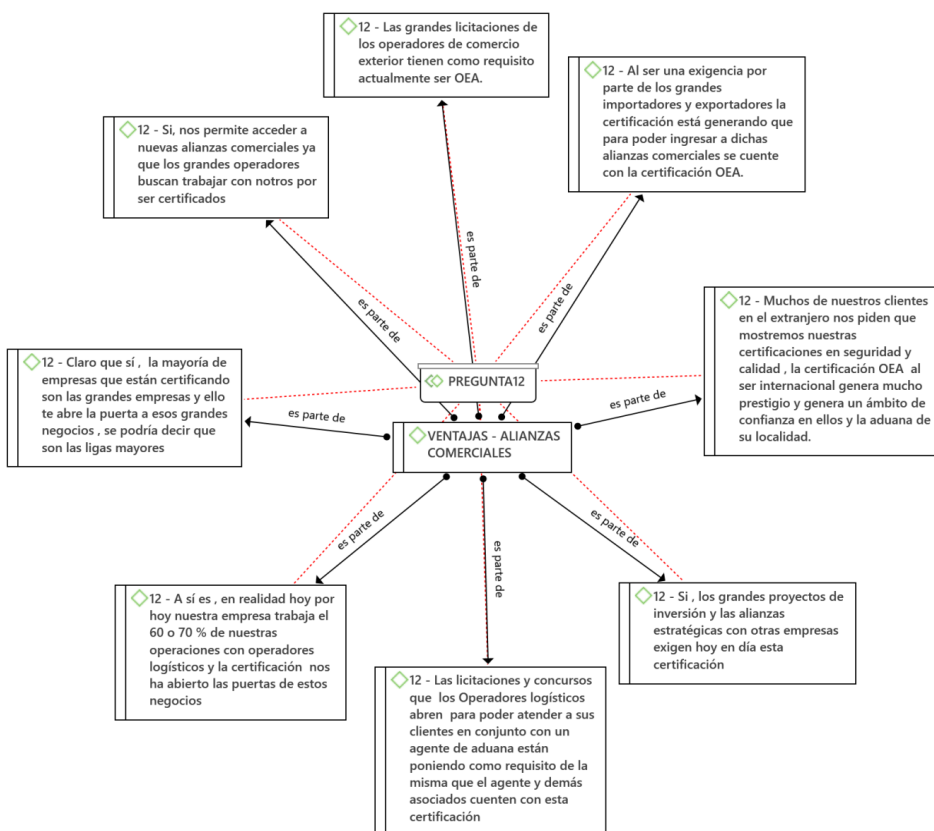 12 - Las grandes licitaciones de
los operadores de comercio
exterior tienen como requisito
actualmente ser OEA.
12 - Al ser una exigencia por
parte de los grandes
importadores y exportadores la
certificación está generando que
para poder ingresar a dichas
alianzas comerciales se cuente
con la certificación OEA.
12 - Si, nos permite acceder a
nuevas alianzas comerciales ya
que los grandes operadores
buscan trabajar con notros por
ser certificados
es parte de
es parte de
es parte de
12 - Muchos de nuestros clientes
en el extranjero nos piden que
mostremos nuestras
certificaciones en seguridad y
calidad , la certificación OEA al
ser internacional genera mucho
prestigio y genera un ámbito de
confianza en ellos y la aduana de
su localidad.
12 - Claro que sí , la mayoría de
empresas que están certificando
son las grandes empresas y ello
te abre la puerta a esos grandes
negocios , se podría decir que
son las ligas mayores
PREGUNTA12
es parte de
es parte de
VENTAJAS - ALIANZAS
COMERCIALES
es parte de
es parte de
es parte de
12 - A sí es , en realidad hoy por
hoy nuestra empresa trabaja el
60 o 70 % de nuestras
operaciones con operadores
logísticos y la certificación nos
ha abierto las puertas de estos
negocios
12 - Si , los grandes proyectos de
inversión y las alianzas
estratégicas con otras empresas
exigen hoy en día esta
certificación
12 - Las licitaciones y concursos
que los Operadores logísticos
abren para poder atender a sus
clientes en conjunto con un
agente de aduana están
poniendo como requisito de la
misma que el agente y demás
asociados cuenten con esta
certificación